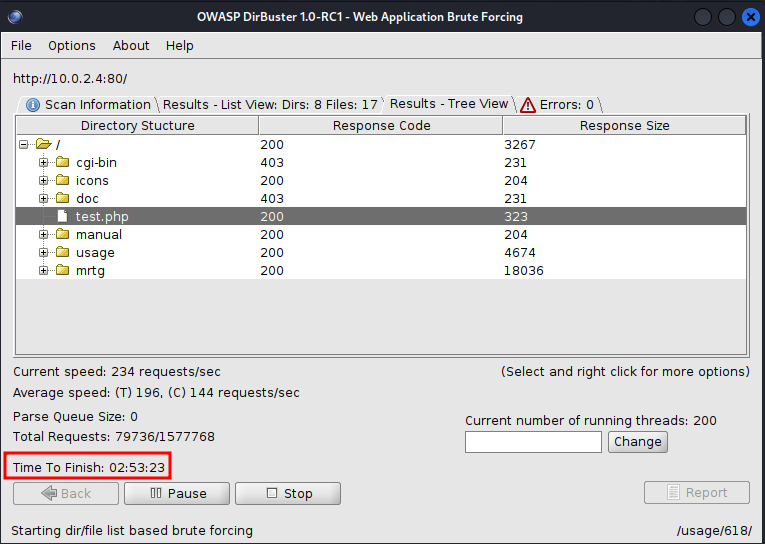 OWASP DirBuster 1.0-RC1 - Web Application Brute Forcing
File Options About Help
http://10.0.2.4:80/
Scan Information Results - List View: Dirs: 8 Files: 17 Results - Tree View Errors: 0
Directory Stucture Response Code Response Size
/ 200 3267
cgi-bin 403 231
icons 200 204
doc 403 231
test.php 200 323
manual 200 204
usage 200 4674
mrtg 200 18036
Current speed: 234 requests/sec (Select and right click for more options)
Average speed: (T) 196, (C) 144 requests/sec
Parse Queue Size: 0
Current number of running threads: 200
Total Requests: 79736/1577768
Change
Time To Finish: 02:53:23
Back Pause Stop Report
Starting dir/file list based brute forcing /usage/618/